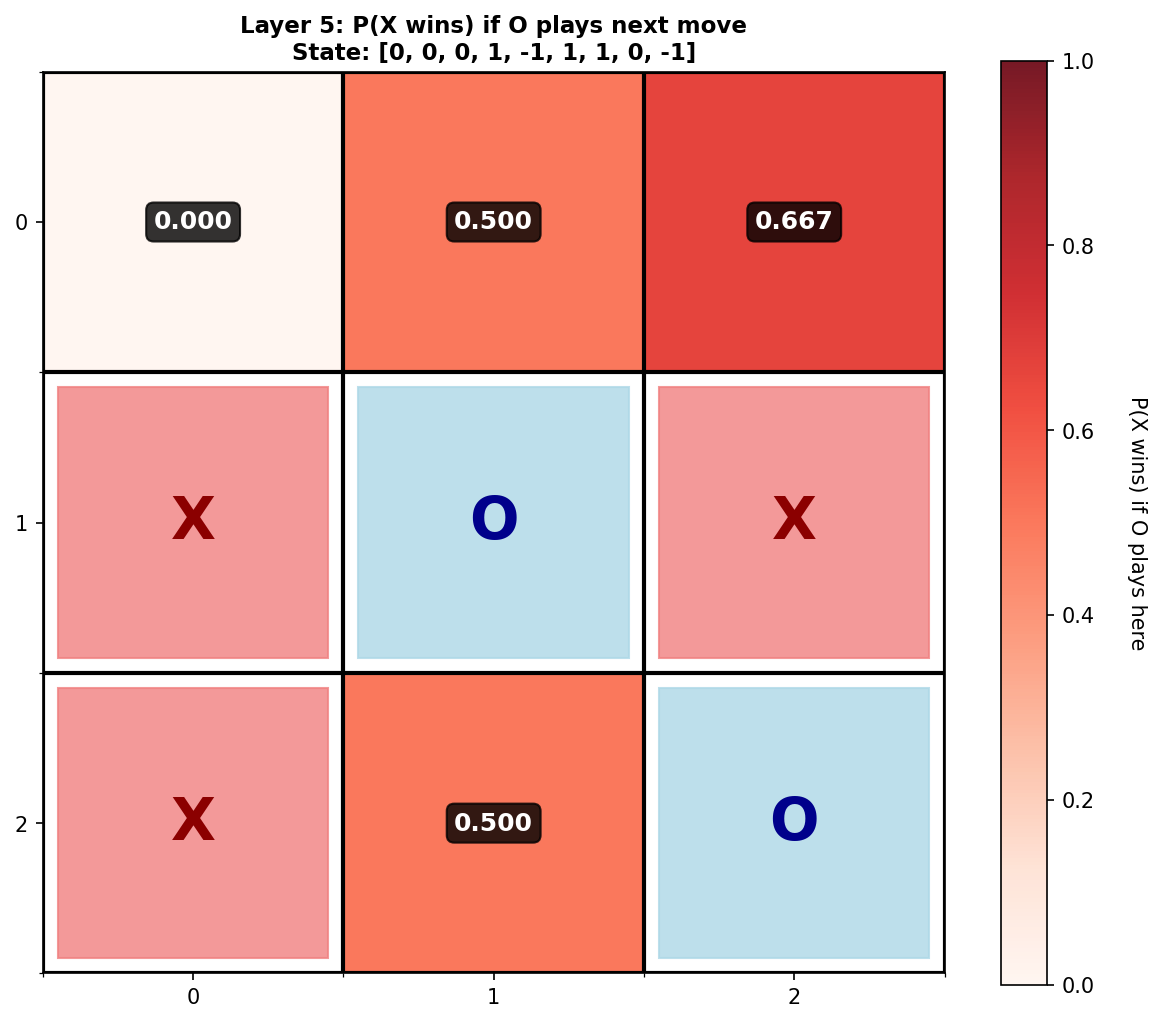 Layer 5: P(X wins) if O plays next move
State: [0, 0, 0, 1, -1, 1, 1, 0, -1]
0.000
0.500
0.667
X
O
X
X
0.500
O
0
1
2
0
1
2
1.0
0.8
0.6
0.4
0.2
0.0
P(X wins) if O plays here